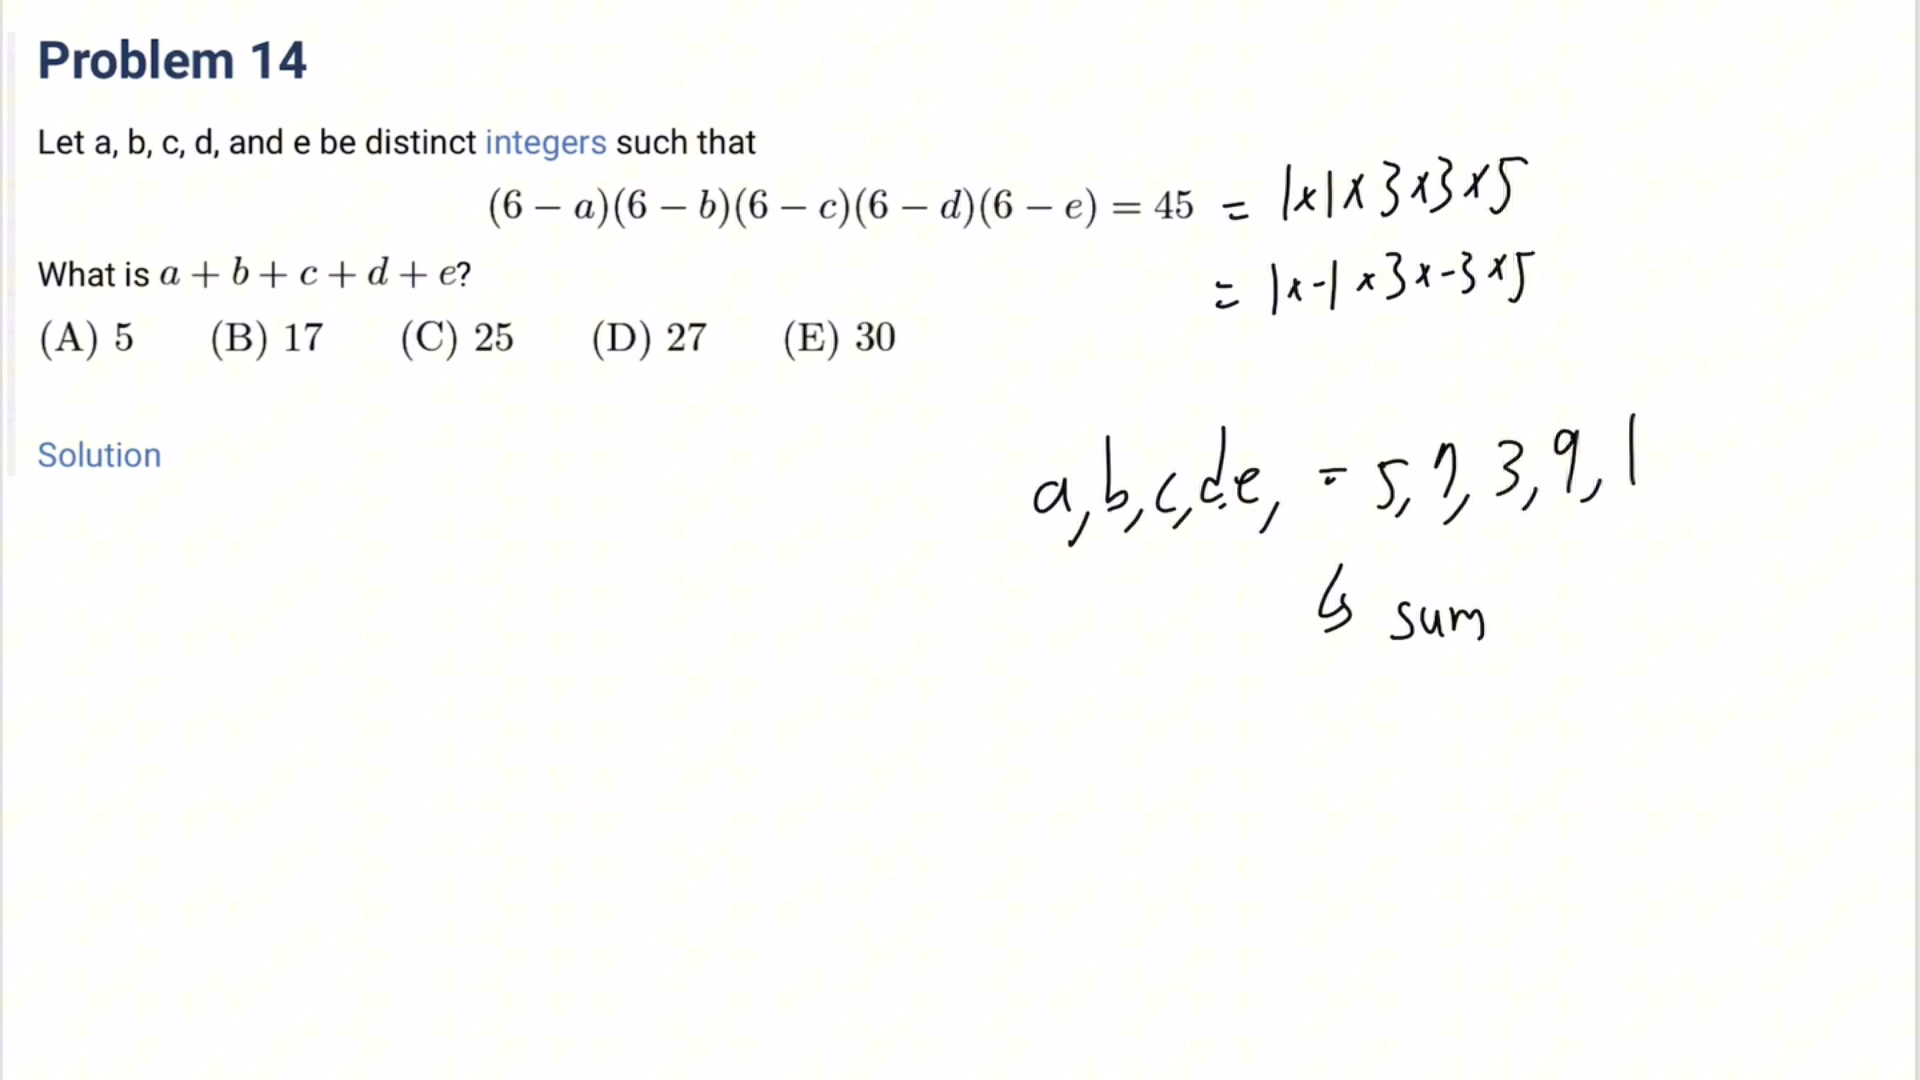 Problem 14
Let a, b, c, d, and e be distinct integers such that
(6 − a)(6 − b)(6 − c)(6 − d)(6 − e) = 45 = 1×1×3×3×5
= 1×-1×3×-3×5
What is a + b + c + d + e?
(A) 5 (B) 17 (C) 25 (D) 27 (E) 30
Solution
a,b,c,d,e, = 5,7,3,9,1
↳ sum